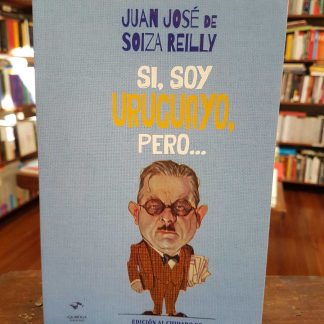 JUAN JOSÉ DE
SOIZA REILLY
SI, SOY
URUGUAYO,
PERO...